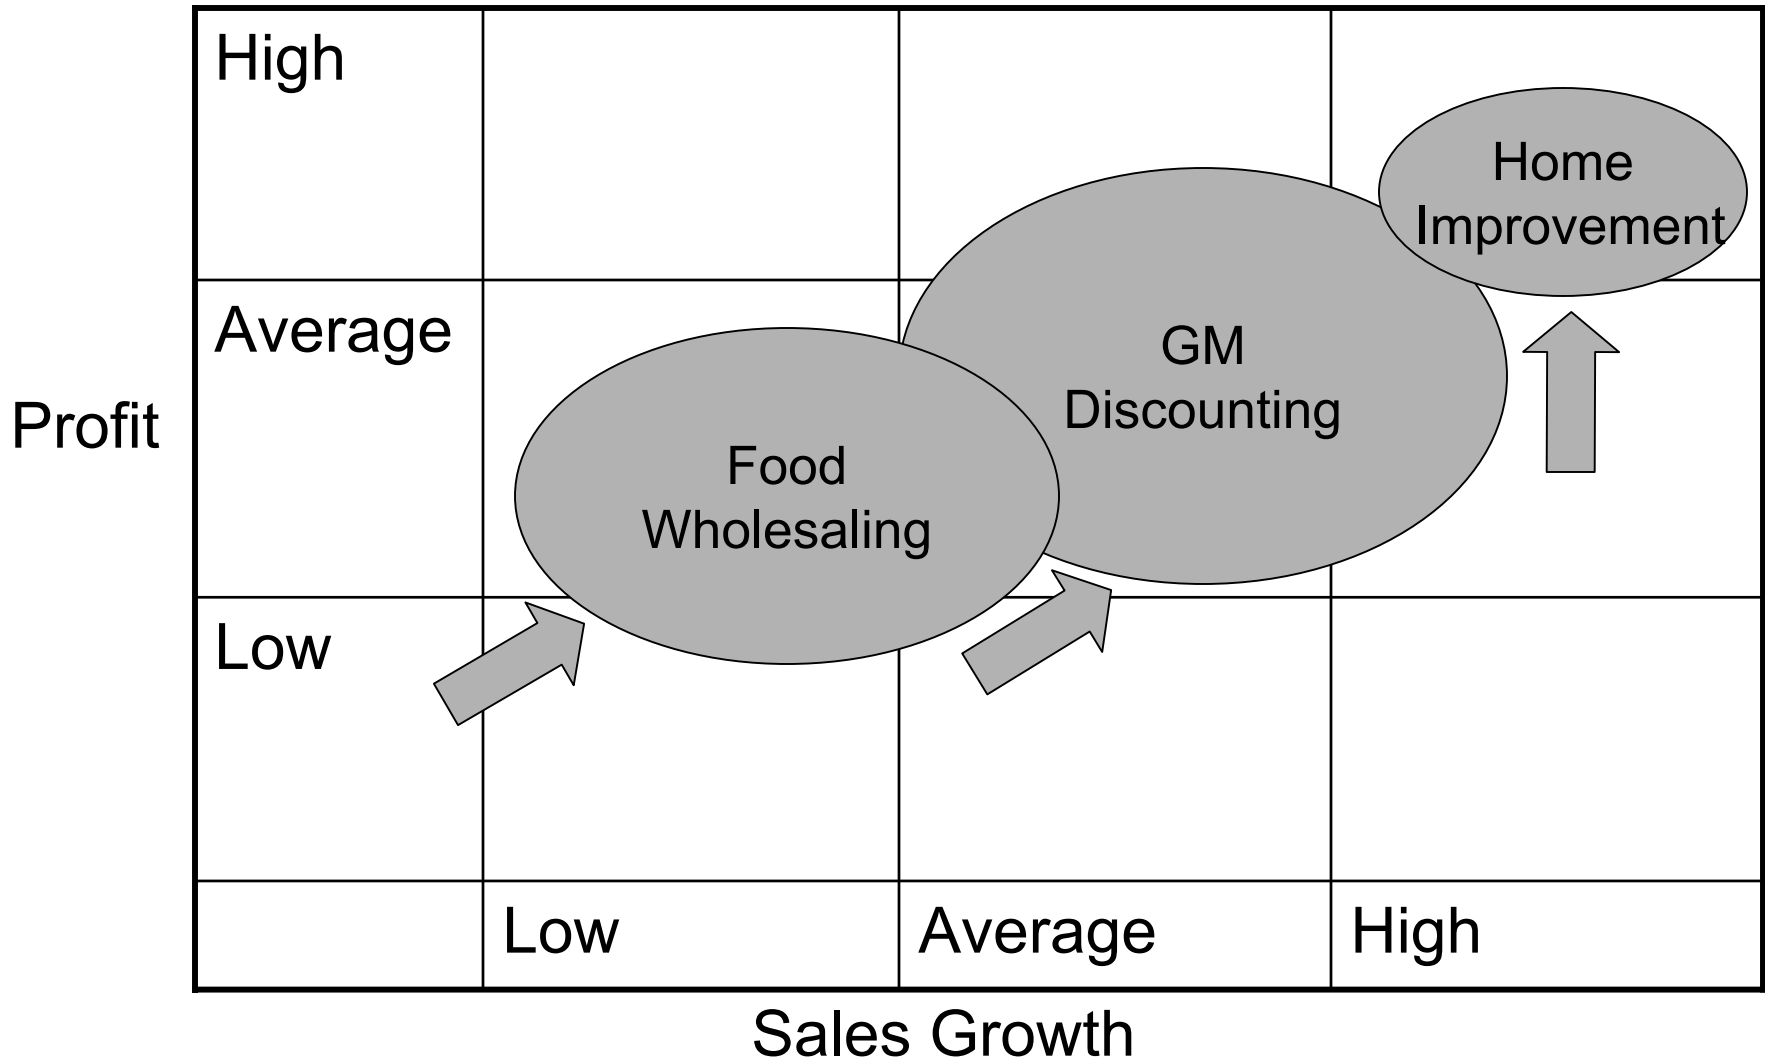 High
Home
Improvement
Average
GM
Discounting
Profit
Food
Wholesaling
Low
Low
Average
High
Sales Growth